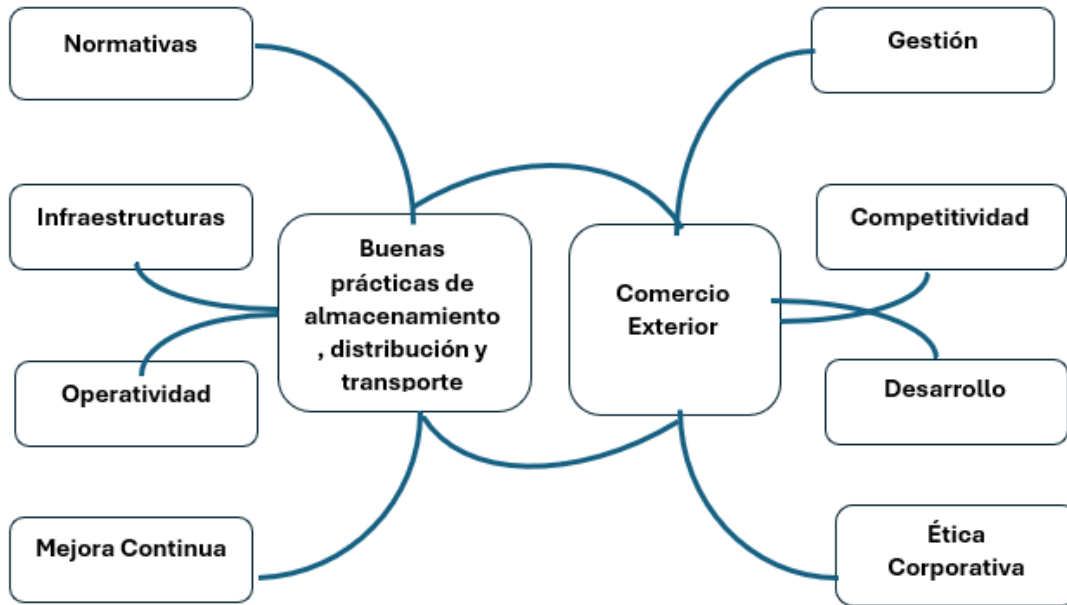 Normativas
Gestión
Infraestructuras
Competitividad
Buenas
prácticas de
almacenamiento
, distribución y
transporte
Comercio
Exterior
Operatividad
Desarrollo
Mejora Continua
Ética
Corporativa